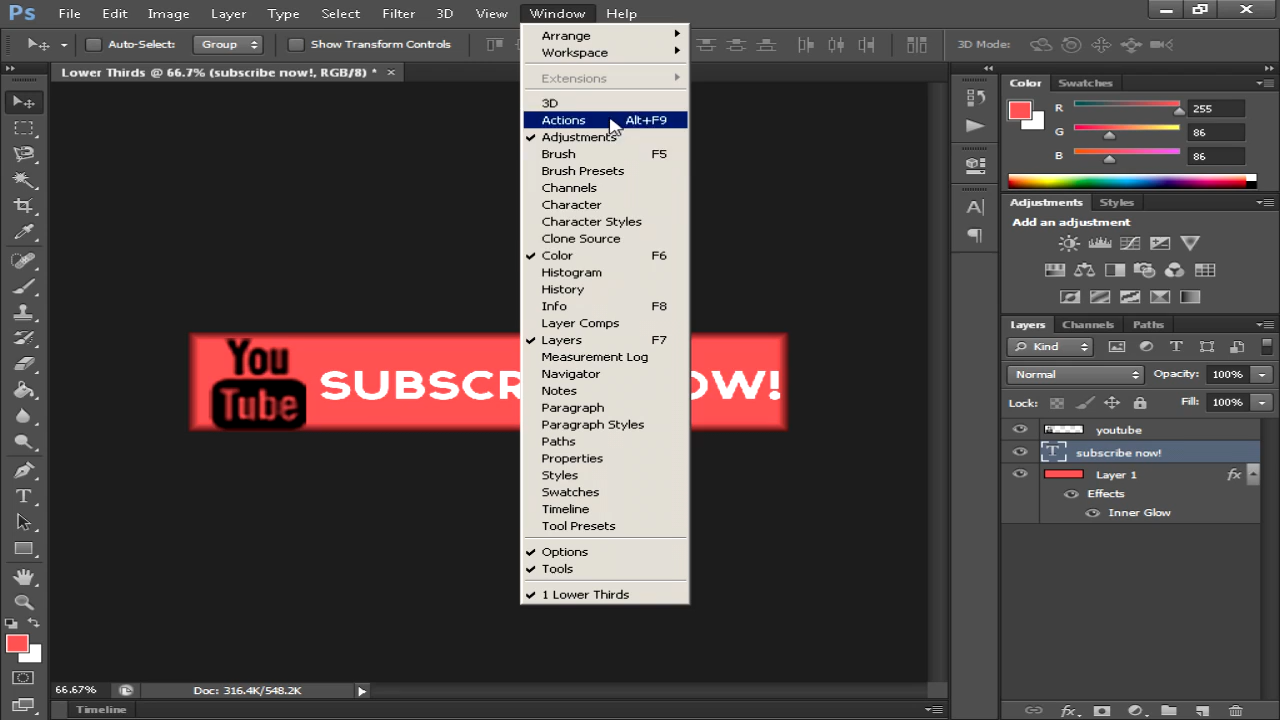 Ps File Edit Image Layer Type Select Filter 3D View Window Help
Auto-Select: Group Show Transform Controls 3D Mode:
Lower Thirds @ 66.7% (subscribe now!, RGB/8) * ×
Arrange
Workspace
Extensions
3D
Actions Alt+F9
Adjustments
Brush F5
Brush Presets
Channels
Character
Character Styles
Clone Source
Color F6
Histogram
History
Info F8
Layer Comps
Layers F7
Measurement Log
Navigator
Notes
Paragraph
Paragraph Styles
Paths
Properties
Styles
Swatches
Timeline
Tool Presets
Options
Tools
1 Lower Thirds
You
Tube
SUBSCR OW!
Color Swatches
R 255
G 86
B 86
Adjustments Styles
Add an adjustment
Layers Channels Paths
Kind
Normal Opacity: 100%
Lock: Fill: 100%
youtube
subscribe now!
Layer 1 fx
Effects
Inner Glow
66.67% Doc: 316.4K/548.2K
Timeline